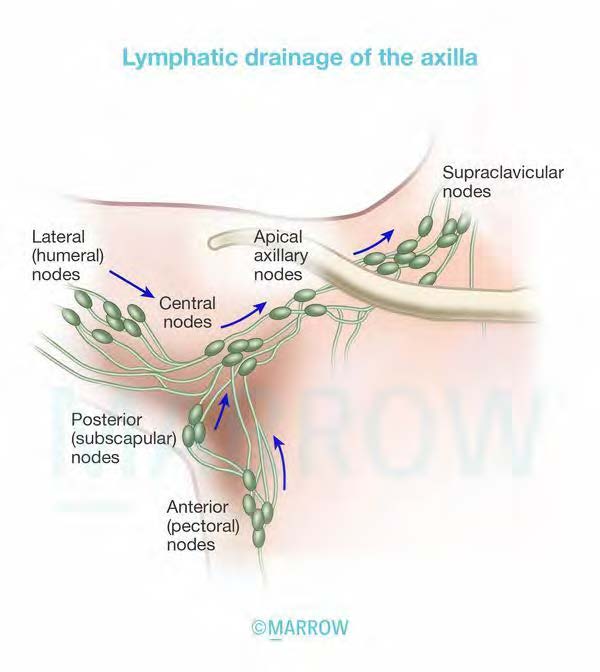 Lymphatic drainage of the axilla
Supraclavicular
nodes
Lateral
(humeral)
nodes
Apical
axillary
nodes
Central
nodes
MARROW
Posterior
(subscapular)
nodes
Anterior
(pectoral)
nodes
©MARROW